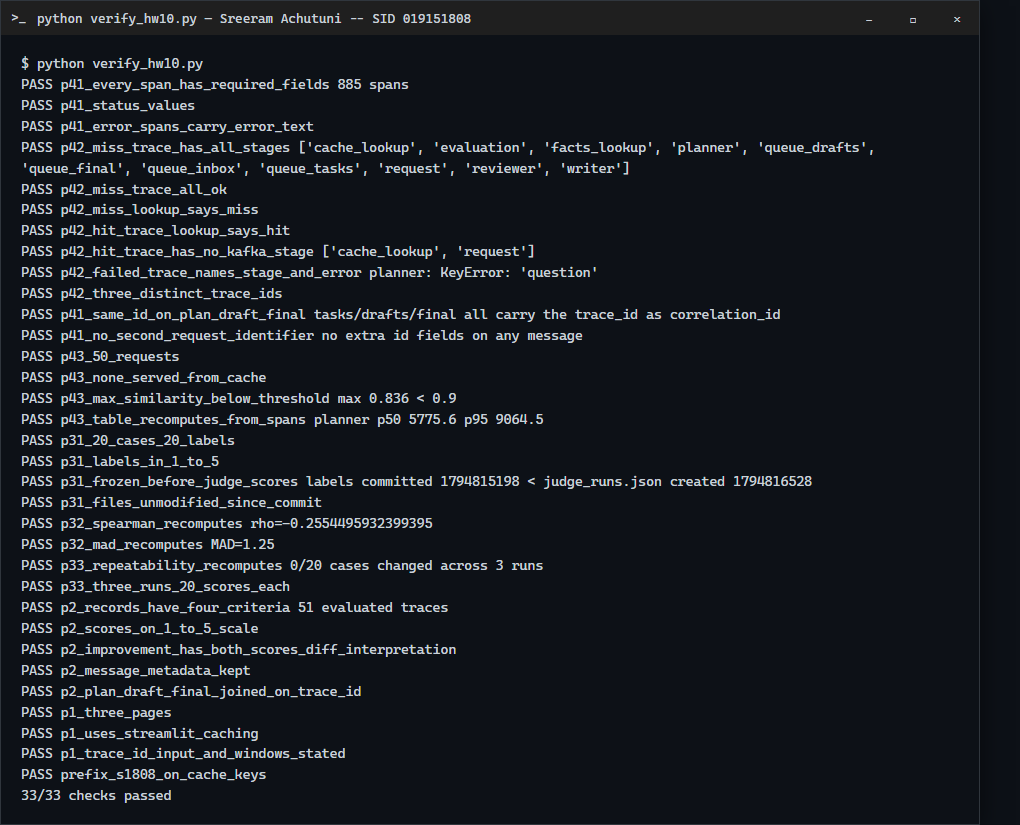 >_ python verify_hw10.py — Sreeram Achutuni -- SID 019151808
$ python verify_hw10.py
PASS p41_every_span_has_required_fields 885 spans
PASS p41_status_values
PASS p41_error_spans_carry_error_text
PASS p42_miss_trace_has_all_stages ['cache_lookup', 'evaluation', 'facts_lookup', 'planner', 'queue_drafts',
'queue_final', 'queue_inbox', 'queue_tasks', 'request', 'reviewer', 'writer']
PASS p42_miss_trace_all_ok
PASS p42_miss_lookup_says_miss
PASS p42_hit_trace_lookup_says_hit
PASS p42_hit_trace_has_no_kafka_stage ['cache_lookup', 'request']
PASS p42_failed_trace_names_stage_and_error planner: KeyError: 'question'
PASS p42_three_distinct_trace_ids
PASS p41_same_id_on_plan_draft_final tasks/drafts/final all carry the trace_id as correlation_id
PASS p41_no_second_request_identifier no extra id fields on any message
PASS p43_50_requests
PASS p43_none_served_from_cache
PASS p43_max_similarity_below_threshold max 0.836 < 0.9
PASS p43_table_recomputes_from_spans planner p50 5775.6 p95 9064.5
PASS p31_20_cases_20_labels
PASS p31_labels_in_1_to_5
PASS p31_frozen_before_judge_scores labels committed 1794815198 < judge_runs.json created 1794816528
PASS p31_files_unmodified_since_commit
PASS p32_spearman_recomputes rho=-0.2554495932399395
PASS p32_mad_recomputes MAD=1.25
PASS p33_repeatability_recomputes 0/20 cases changed across 3 runs
PASS p33_three_runs_20_scores_each
PASS p2_records_have_four_criteria 51 evaluated traces
PASS p2_scores_on_1_to_5_scale
PASS p2_improvement_has_both_scores_diff_interpretation
PASS p2_message_metadata_kept
PASS p2_plan_draft_final_joined_on_trace_id
PASS p1_three_pages
PASS p1_uses_streamlit_caching
PASS p1_trace_id_input_and_windows_stated
PASS prefix_s1808_on_cache_keys
33/33 checks passed